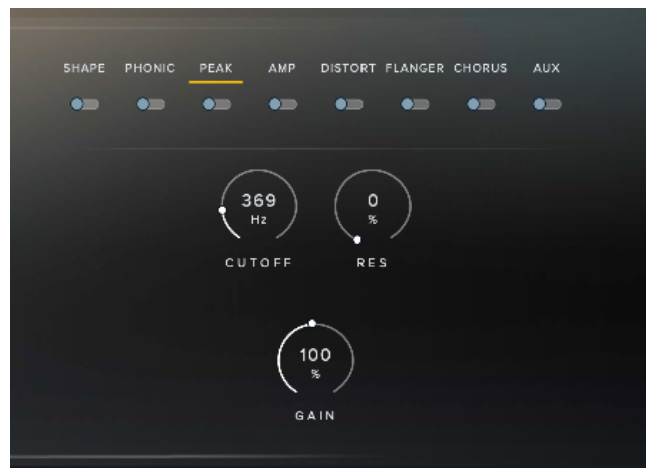 SHAPE PHONIC PEAK AMP DISTORT FLANGER CHORUS AUX
369 0
Hz %
CUTOFF RES
100
%
GAIN